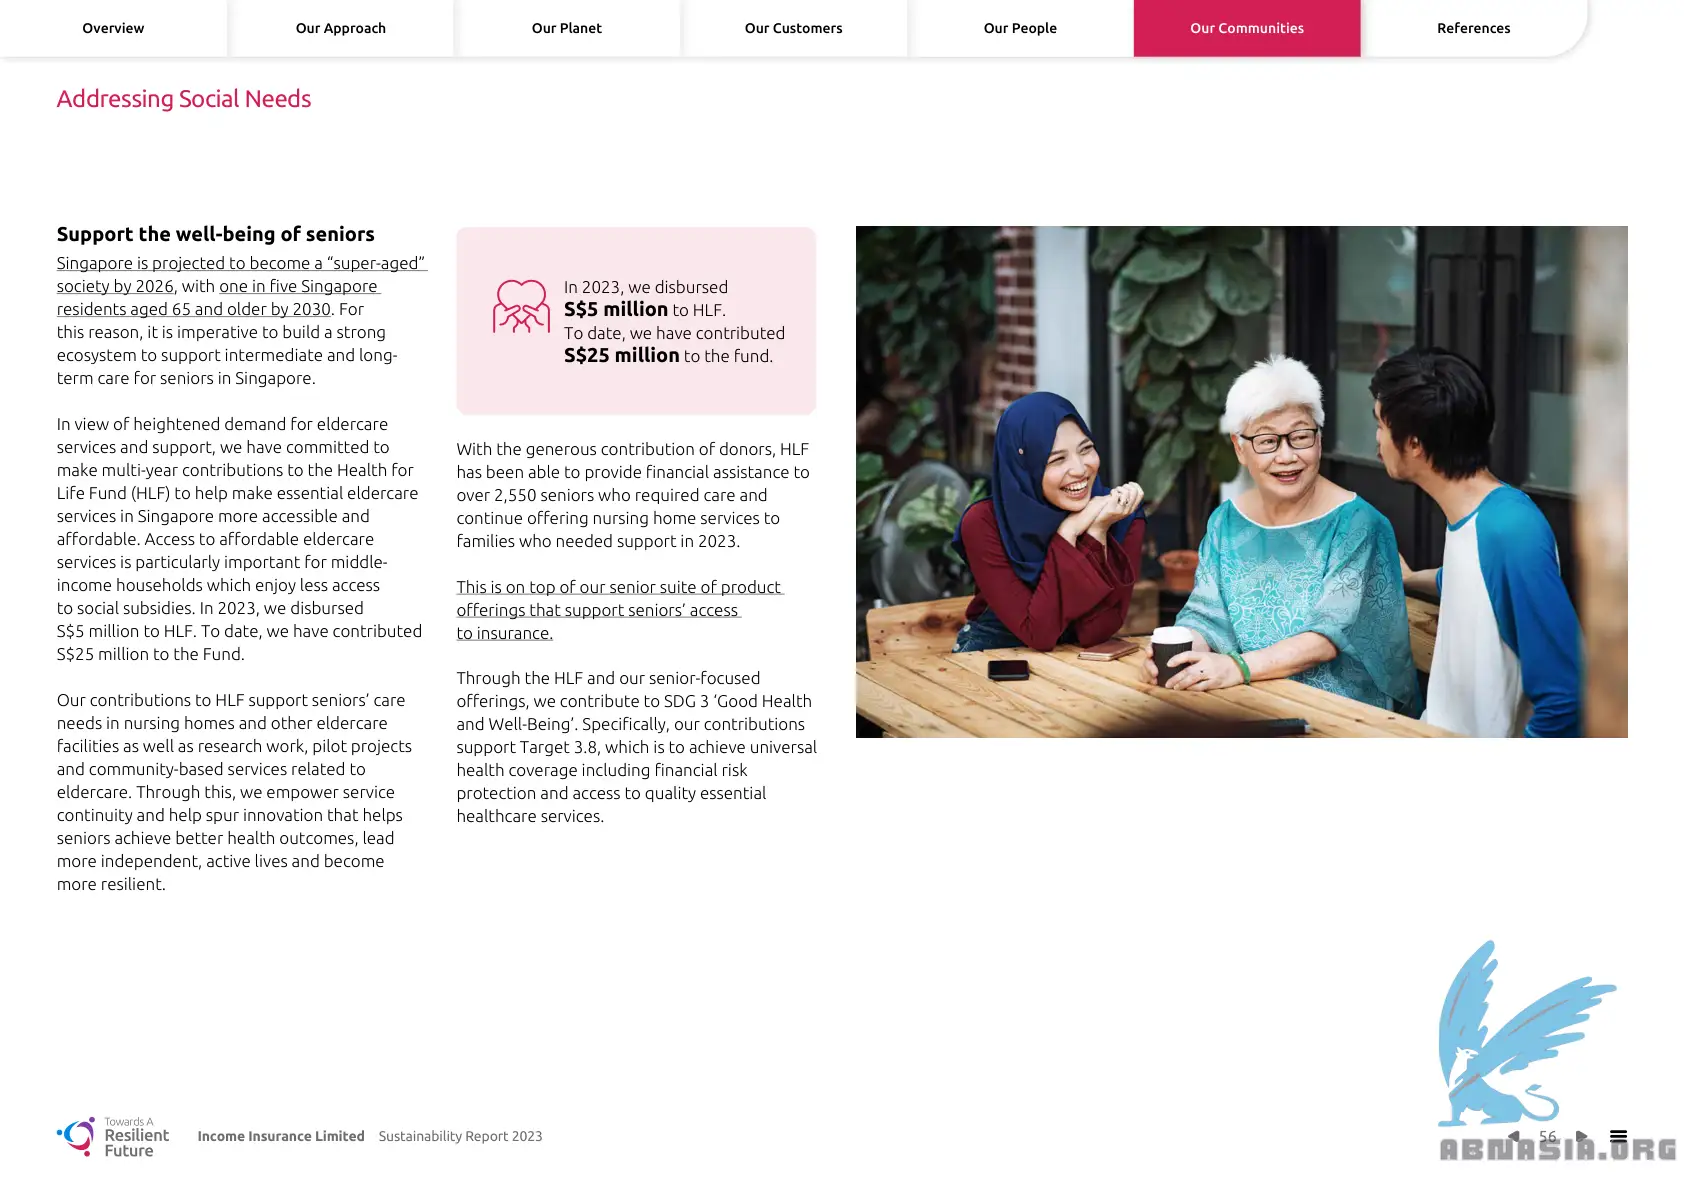 Overview
Our Approach
Our Planet
Our Customers
Our People
Our Communities
References
Addressing Social Needs
Support the well-being of seniors
Singapore is projected to become a “super-aged”
society by 2026, with one in five Singapore
residents aged 65 and older by 2030. For
this reason, it is imperative to build a strong
ecosystem to support intermediate and long-
term care for seniors in Singapore.
In view of heightened demand for eldercare
services and support, we have committed to
make multi-year contributions to the Health for
Life Fund (HLF) to help make essential eldercare
services in Singapore more accessible and
affordable. Access to affordable eldercare
services is particularly important for middle-
income households which enjoy less access
to social subsidies. In 2023, we disbursed
S$5 million to HLF. To date, we have contributed
S$25 million to the Fund.
Our contributions to HLF support seniors’ care
needs in nursing homes and other eldercare
facilities as well as research work, pilot projects
and community-based services related to
eldercare. Through this, we empower service
continuity and help spur innovation that helps
seniors achieve better health outcomes, lead
more independent, active lives and become
more resilient.
In 2023, we disbursed
S$5 million to HLF.
To date, we have contributed
S$25 million to the fund.
With the generous contribution of donors, HLF
has been able to provide financial assistance to
over 2,550 seniors who required care and
continue offering nursing home services to
families who needed support in 2023.
This is on top of our senior suite of product
offerings that support seniors’ access
to insurance.
Through the HLF and our senior-focused
offerings, we contribute to SDG 3 ‘Good Health
and Well-Being’. Specifically, our contributions
support Target 3.8, which is to achieve universal
health coverage including financial risk
protection and access to quality essential
healthcare services.
Towards A
Resilient
Future
Income Insurance Limited Sustainability Report 2023
56
ABNASIA.ORG